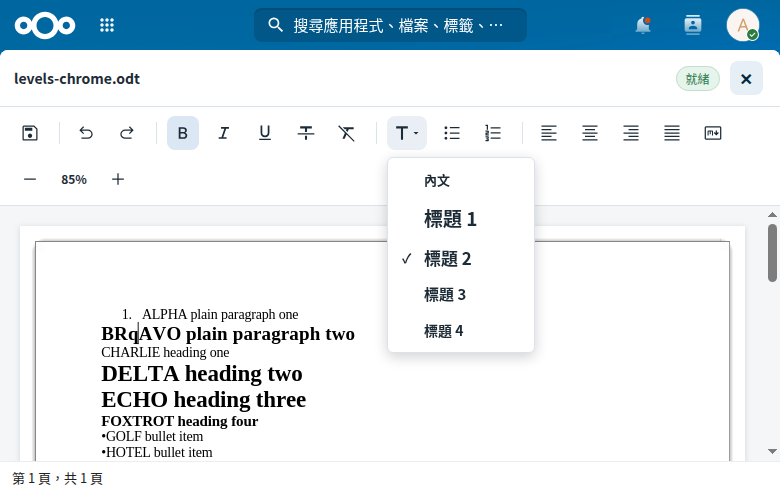 搜尋應用程式、檔案、標籤、…
A
levels-chrome.odt
就緒
B I U T
85%
內文
標題 1
✓ 標題 2
標題 3
標題 4
1. ALPHA plain paragraph one
BRqAVO plain paragraph two
CHARLIE heading one
DELTA heading two
ECHO heading three
FOXTROT heading four
•GOLF bullet item
•HOTEL bullet item
第 1 頁，共 1 頁